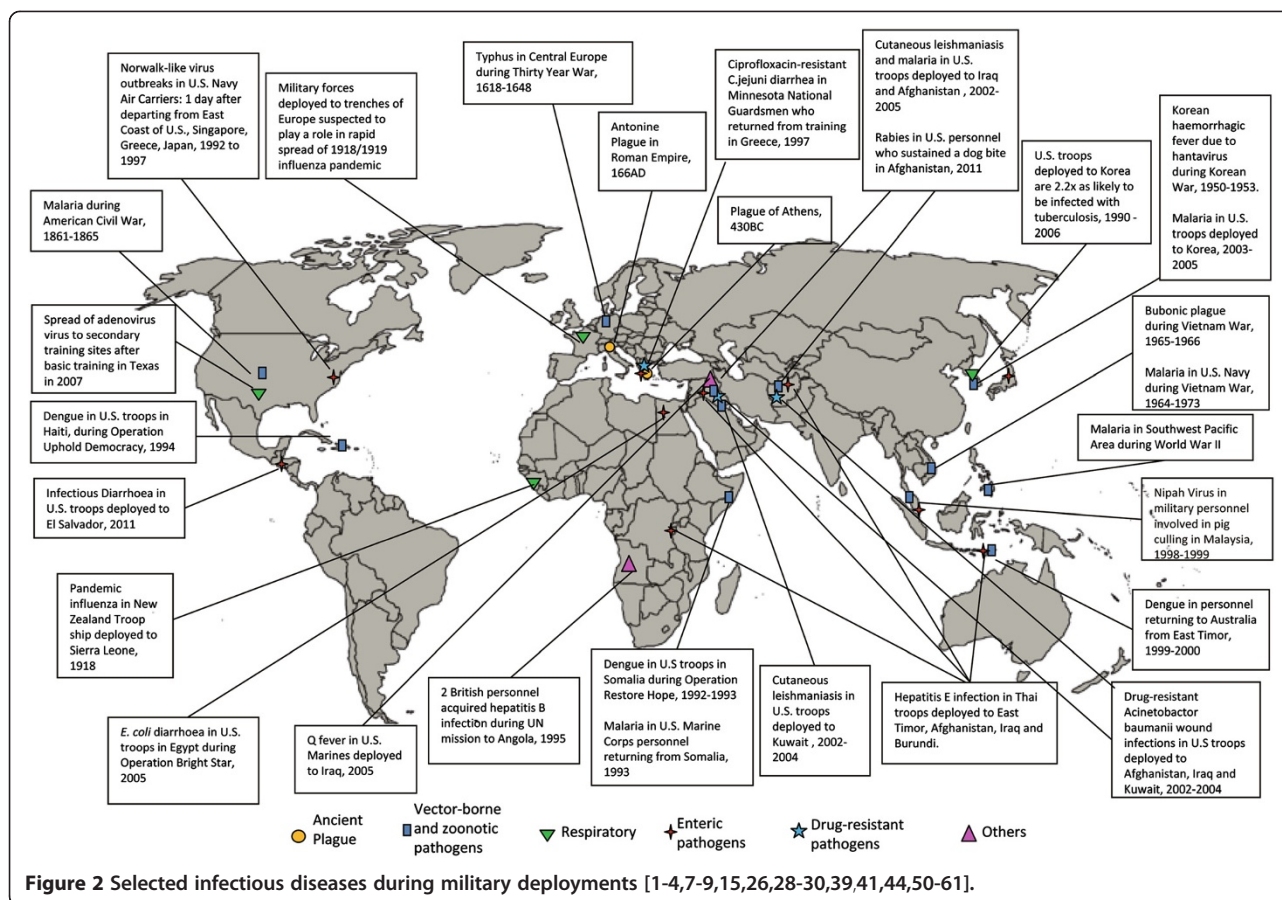 Norwalk-like virus
outbreaks in U.S. Navy
Air Carriers: 1 day after
departing from East
Coast of U.S., Singapore,
Greece, Japan, 1992 to
1997
Military forces
deployed to trenches of
Europe suspected to
play a role in rapid
spread of 1918/1919
influenza pandemic
Typhus in Central Europe
during Thirty Year War,
1618-1648
Antonine
Plague in
Roman Empire,
166AD
Ciprofloxacin-resistant
C.jejuni diarrhea in
Minnesota National
Guardsmen who
returned from training
in Greece, 1997
Plague of Athens,
430BC
Cutaneous leishmaniasis
and malaria in U.S.
troops deployed to Iraq
and Afghanistan , 2002-
2005
Rabies in U.S. personnel
who sustained a dog bite
in Afghanistan, 2011
U.S. troops
deployed to Korea
are 2.2x as likely to
be infected with
tuberculosis, 1990 -
2006
Korean
haemorrhagic
fever due to
hantavirus during
Korean War, 1950-1953.
Malaria in U.S.
troops deployed
to Korea, 2003-
2005
Malaria during
American Civil War,
1861-1865
Spread of adenovirus
virus to secondary
training sites after
basic training in Texas
in 2007
Dengue in U.S. troops in
Haiti, during Operation
Uphold Democracy, 1994
Infectious Diarrhoea in
U.S. troops deployed to
El Salvador, 2011
Bubonic plague
during Vietnam War,
1965-1966
Malaria in U.S. Navy
during Vietnam War,
1964-1973
Malaria in Southwest Pacific
Area during World War II
Nipah Virus in
military personnel
involved in pig
culling in Malaysia,
1998-1999
Dengue in personnel
returning to Australia
from East Timor,
1999-2000
Pandemic
influenza in New
Zealand Troop
ship deployed to
Sierra Leone,
1918
E. coli diarrhoea in U.S.
troops in Egypt during
Operation Bright Star,
2005
Q fever in U.S.
Marines deployed
to Iraq, 2005
2 British personnel
acquired hepatitis B
infection during UN
mission to Angola, 1995
Dengue in U.S troops in
Somalia during Operation
Restore Hope, 1992-1993
Malaria in U.S. Marine
Corps personnel
returning from Somalia,
1993
Cutaneous
leishmaniasis in
U.S. troops
deployed to
Kuwait , 2002-
2004
Hepatitis E infection in Thai
troops deployed to East
Timor, Afghanistan, Iraq and
Burundi.
Drug-resistant
Acinetobacter
baumanii wound
infections in U.S troops
deployed to
Afghanistan, Iraq and
Kuwait, 2002-2004
Ancient
Plague
Vector-borne
and zoonotic
pathogens
Respiratory
Enteric
pathogens
Drug-resistant
pathogens
Others
Figure 2 Selected infectious diseases during military deployments [1-4,7-9,15,26,28-30,39,41,44,50-61].